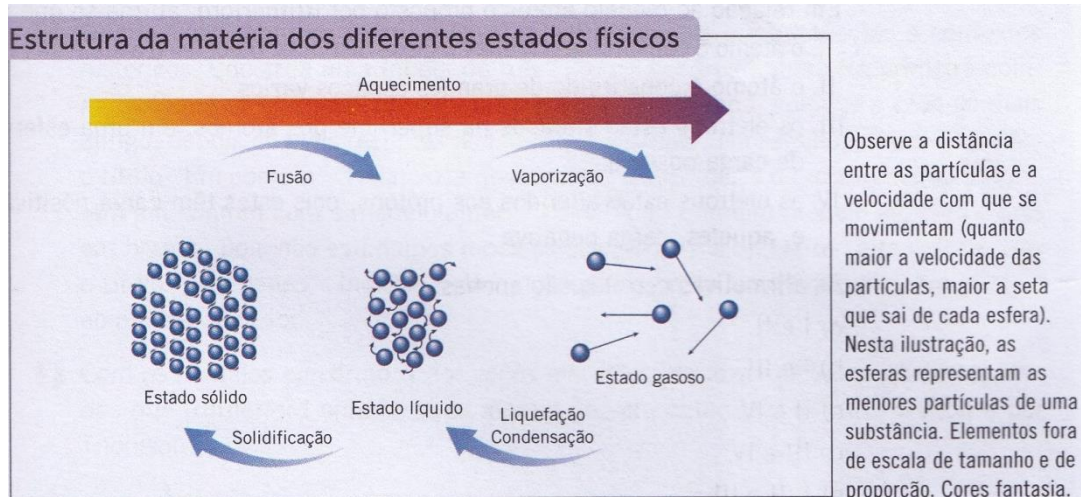 Estrutura da matéria dos diferentes estados físicos
Aquecimento
Fusão
Vaporização
Estado sólido
Estado líquido
Estado gasoso
Solidificação
Liquefação
Condensação
Observe a distância
entre as partículas e a
velocidade com que se
movimentam (quanto
maior a velocidade das
partículas, maior a seta
que sai de cada esfera).
Nesta ilustração, as
esferas representam as
menores partículas de uma
substância. Elementos fora
de escala de tamanho e de
proporção. Cores fantasia.